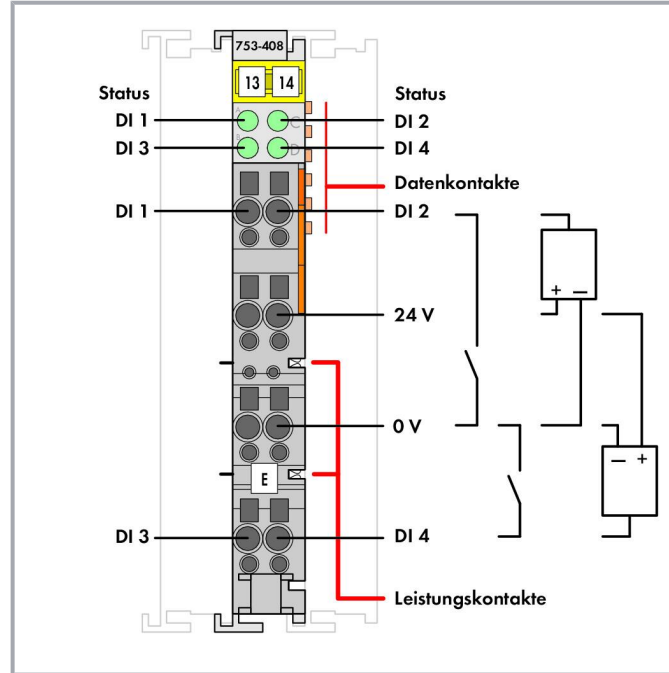 753-408
13 14
Status Status
A C
DI 1 DI 2
B D
DI 3 DI 4
Datenkontakte
DI 1 DI 2
+ –
24 V
0 V
– +
E
DI 3 DI 4
Leistungskontakte